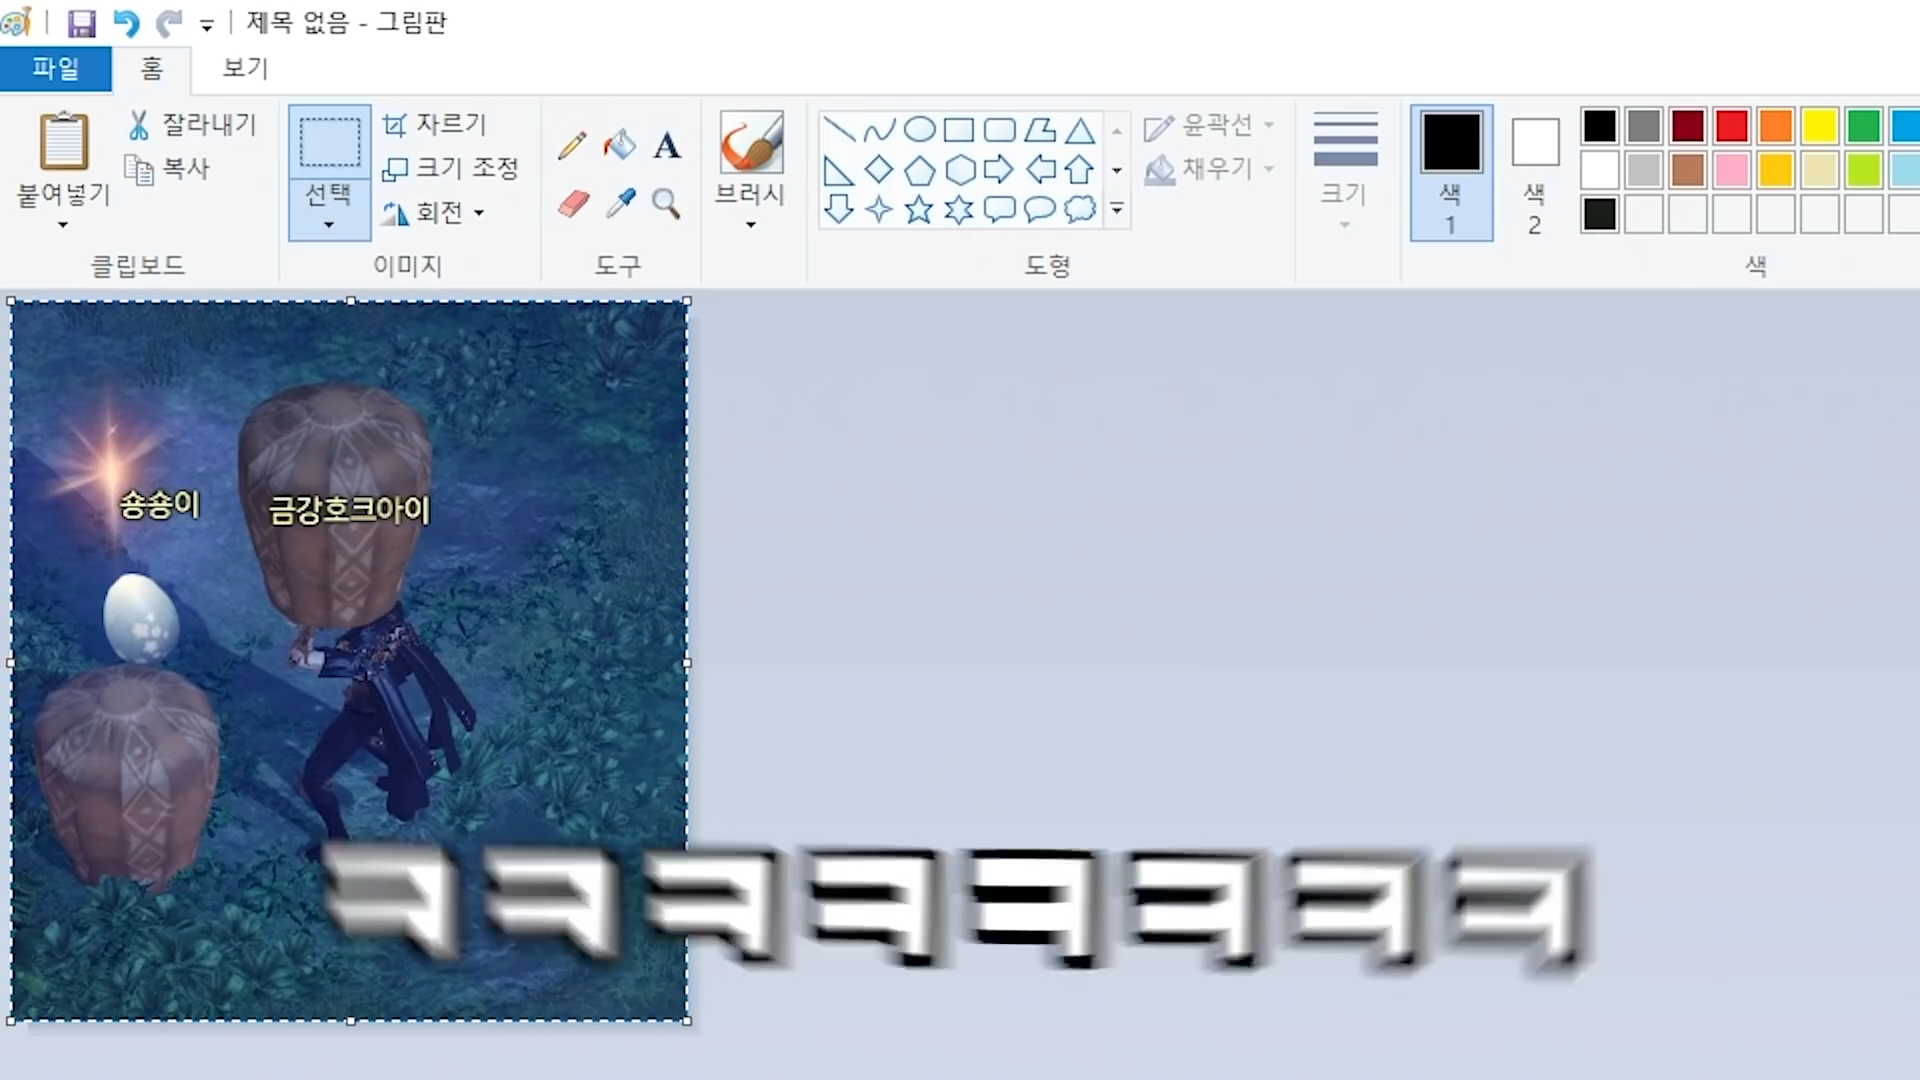 제목 없음 - 그림판
파일 홈 보기
붙여넣기
잘라내기
복사
클립보드
선택
자르기
크기 조정
회전
이미지
A
도구
브러시
윤곽선
채우기
도형
크기
색
1
색
2
색
숑숑이
금강호크아이
ㅋㅋㅋㅋㅋㅋㅋㅋ